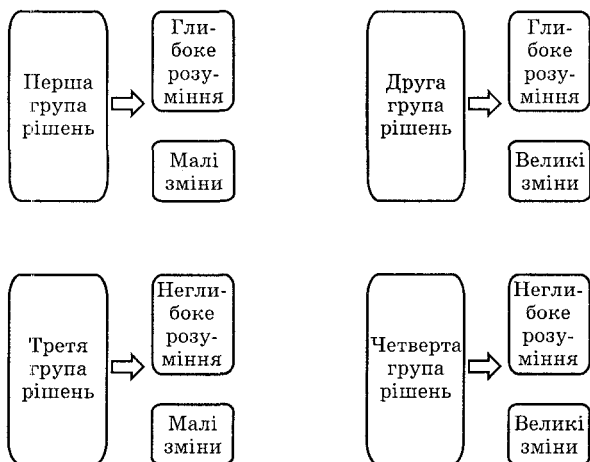 Перша
група
рішень
Гли-
боке
розу-
міння
Малі
зміни
Друга
група
рішень
Гли-
боке
розу-
міння
Великі
зміни
Третя
група
рішень
Негли-
боке
розу-
міння
Малі
зміни
Четверта
група
рішень
Негли-
боке
розу-
міння
Великі
зміни